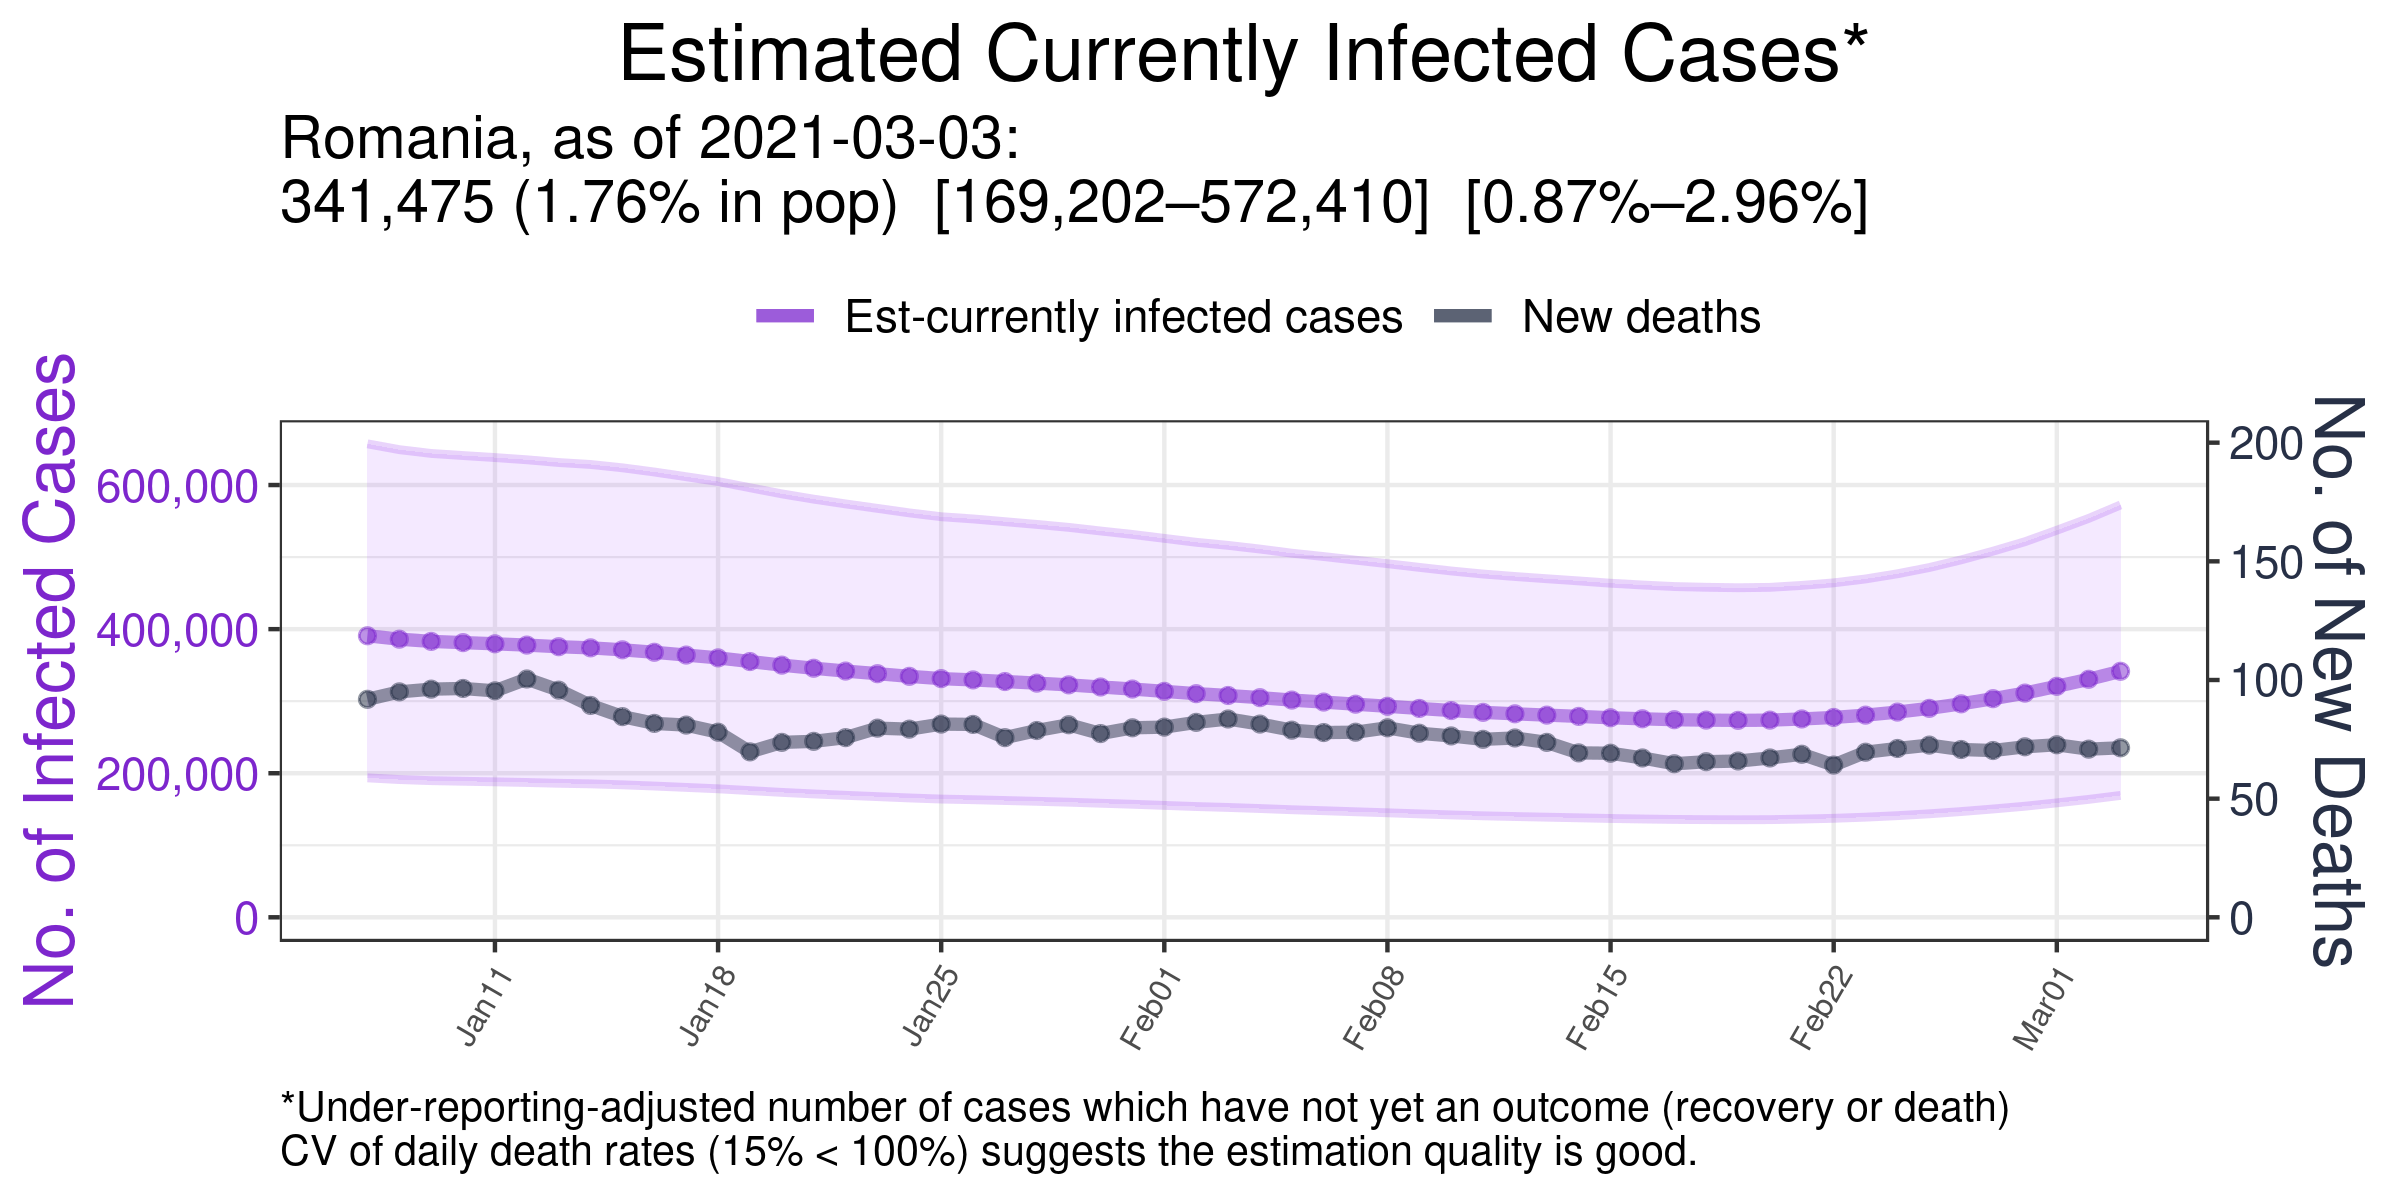 Estimated Currently Infected Cases*
Romania, as of 2021-03-03:
341,475 (1.76% in pop)  [169,202–572,410]  [0.87%–2.96%]
Est-currently infected cases
New deaths
No. of Infected Cases
600,000
400,000
200,000
0
200
150
100
50
0
No. of New Deaths
Jan11
Jan18
Jan25
Feb01
Feb08
Feb15
Feb22
Mar01
*Under-reporting-adjusted number of cases which have not yet an outcome (recovery or death)
CV of daily death rates (15% < 100%) suggests the estimation quality is good.